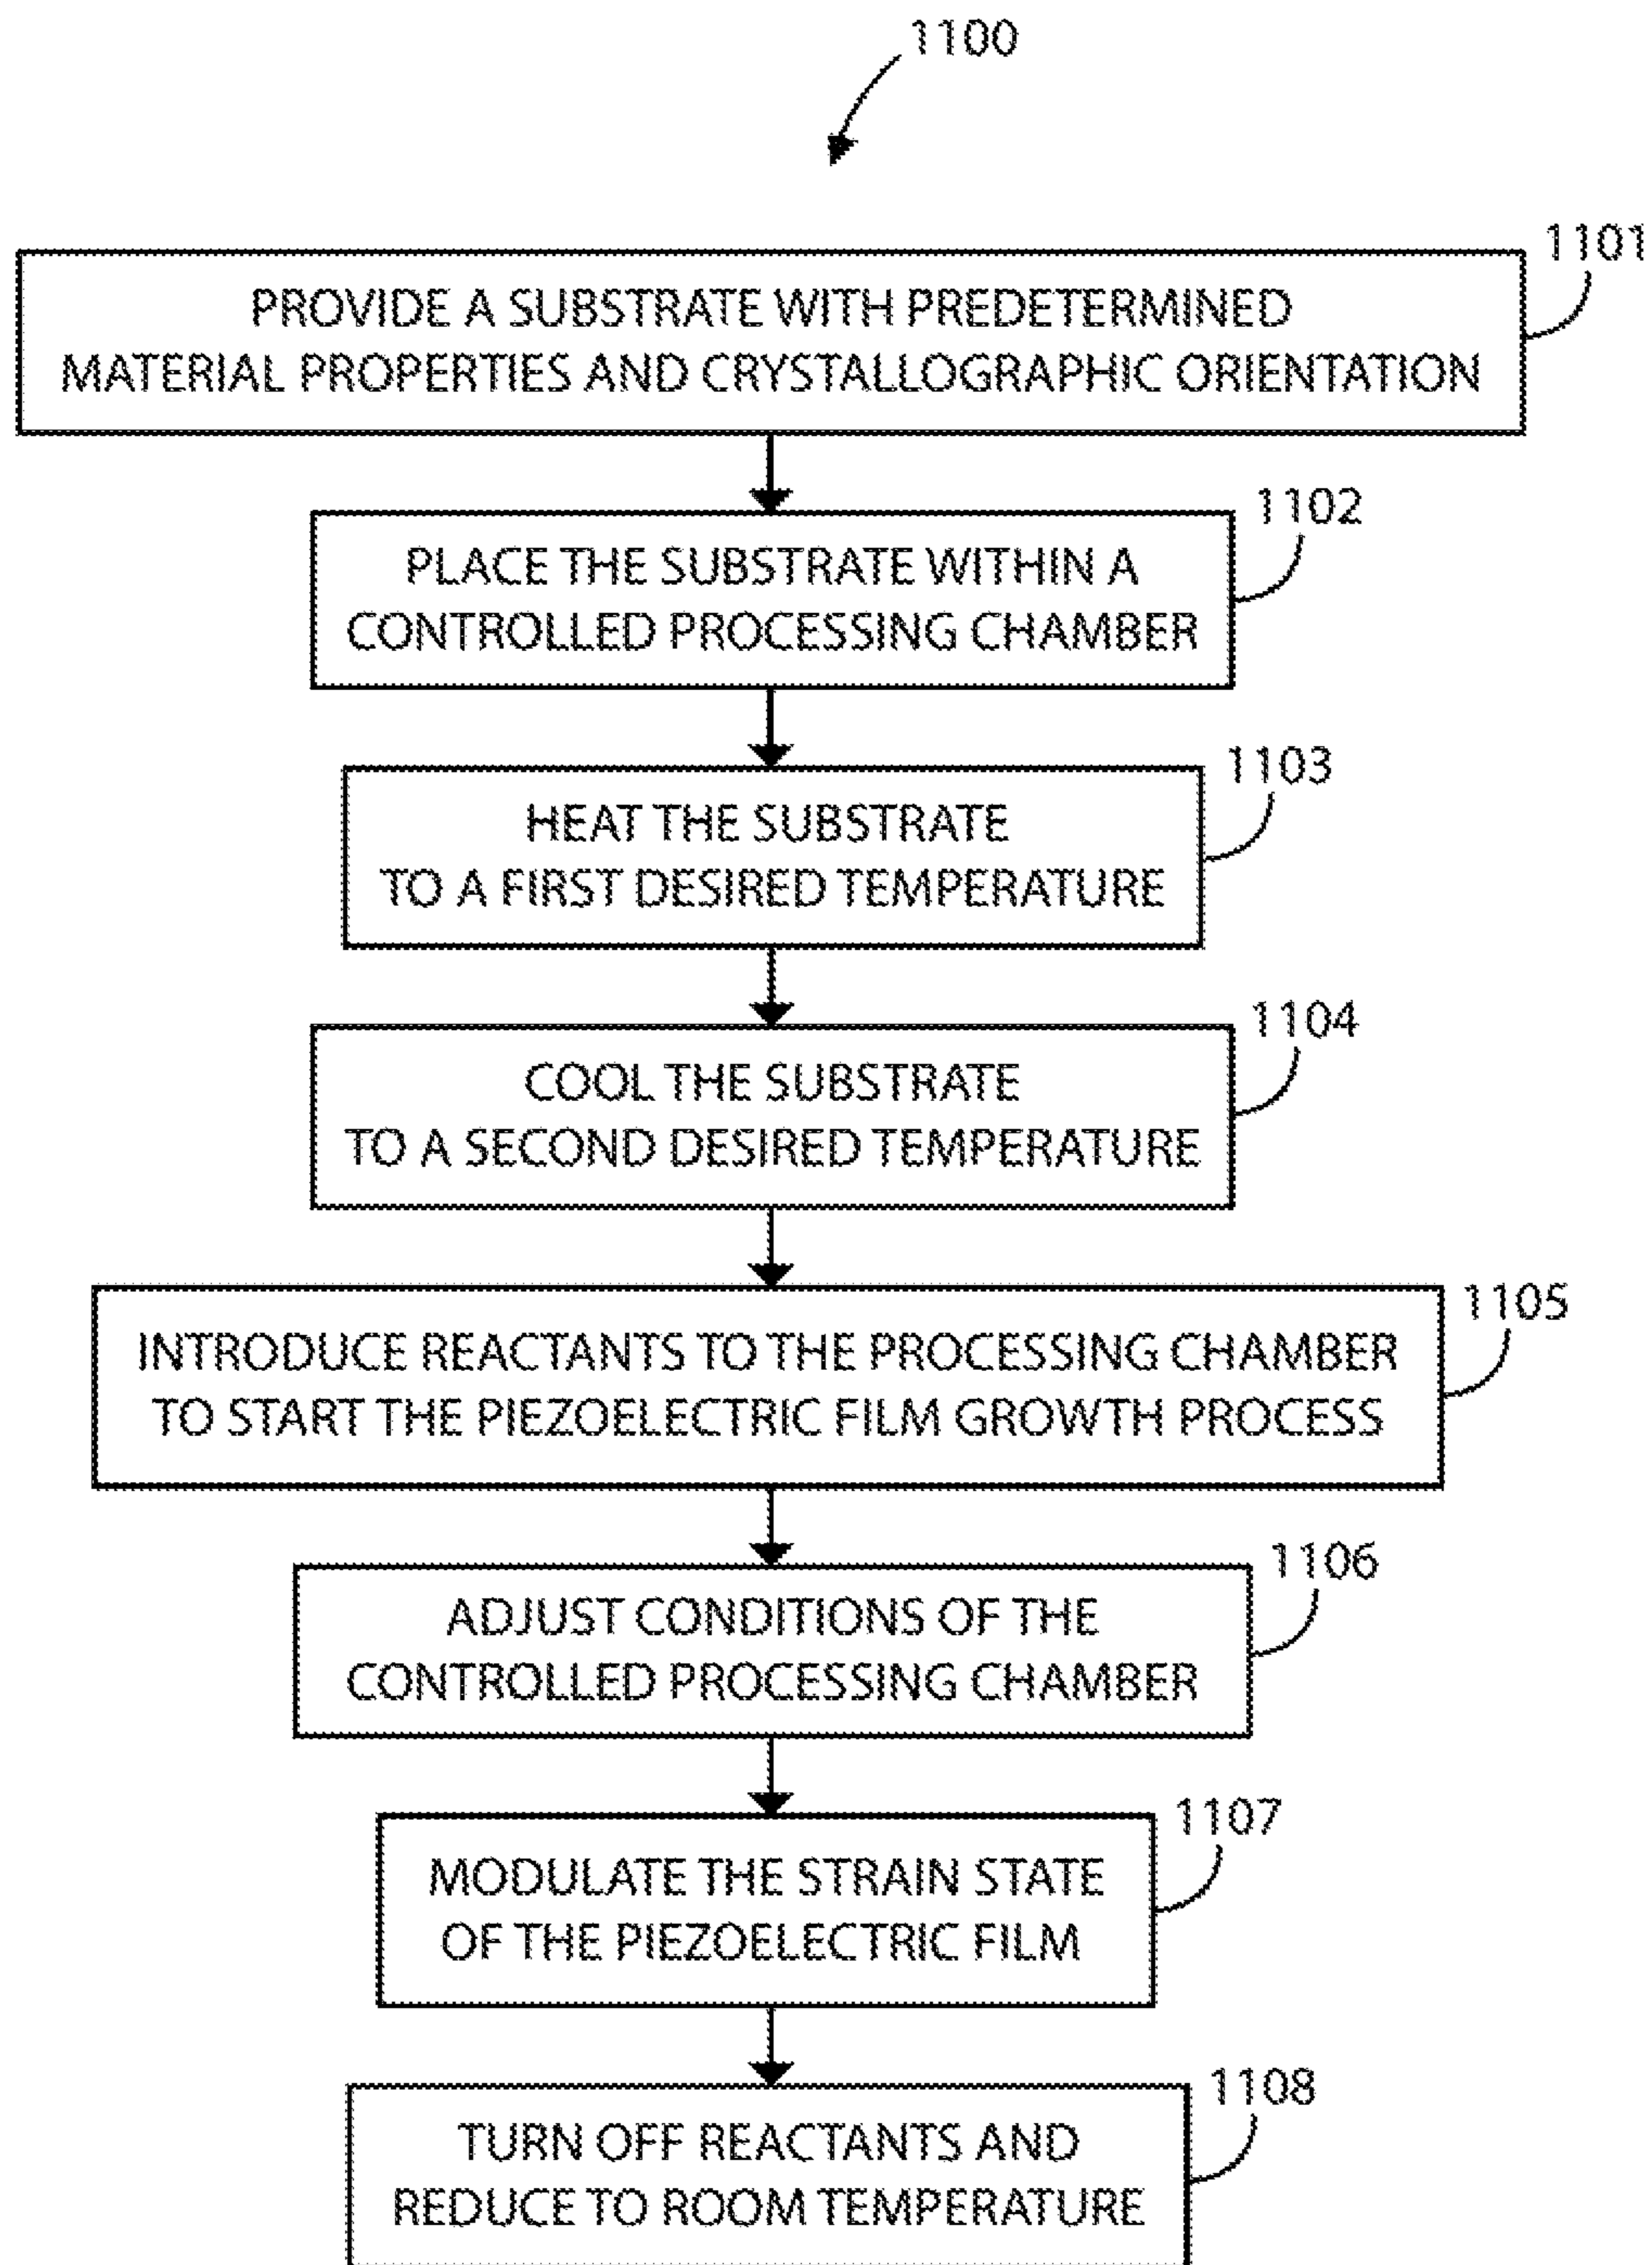 1100
1101
PROVIDE A SUBSTRATE WITH PREDETERMINED
MATERIAL PROPERTIES AND CRYSTALLOGRAPHIC ORIENTATION
1102
PLACE THE SUBSTRATE WITHIN A
CONTROLLED PROCESSING CHAMBER
1103
HEAT THE SUBSTRATE
TO A FIRST DESIRED TEMPERATURE
1104
COOL THE SUBSTRATE
TO A SECOND DESIRED TEMPERATURE
1105
INTRODUCE REACTANTS TO THE PROCESSING CHAMBER
TO START THE PIEZOELECTRIC FILM GROWTH PROCESS
1106
ADJUST CONDITIONS OF THE
CONTROLLED PROCESSING CHAMBER
1107
MODULATE THE STRAIN STATE
OF THE PIEZOELECTRIC FILM
1108
TURN OFF REACTANTS AND
REDUCE TO ROOM TEMPERATURE